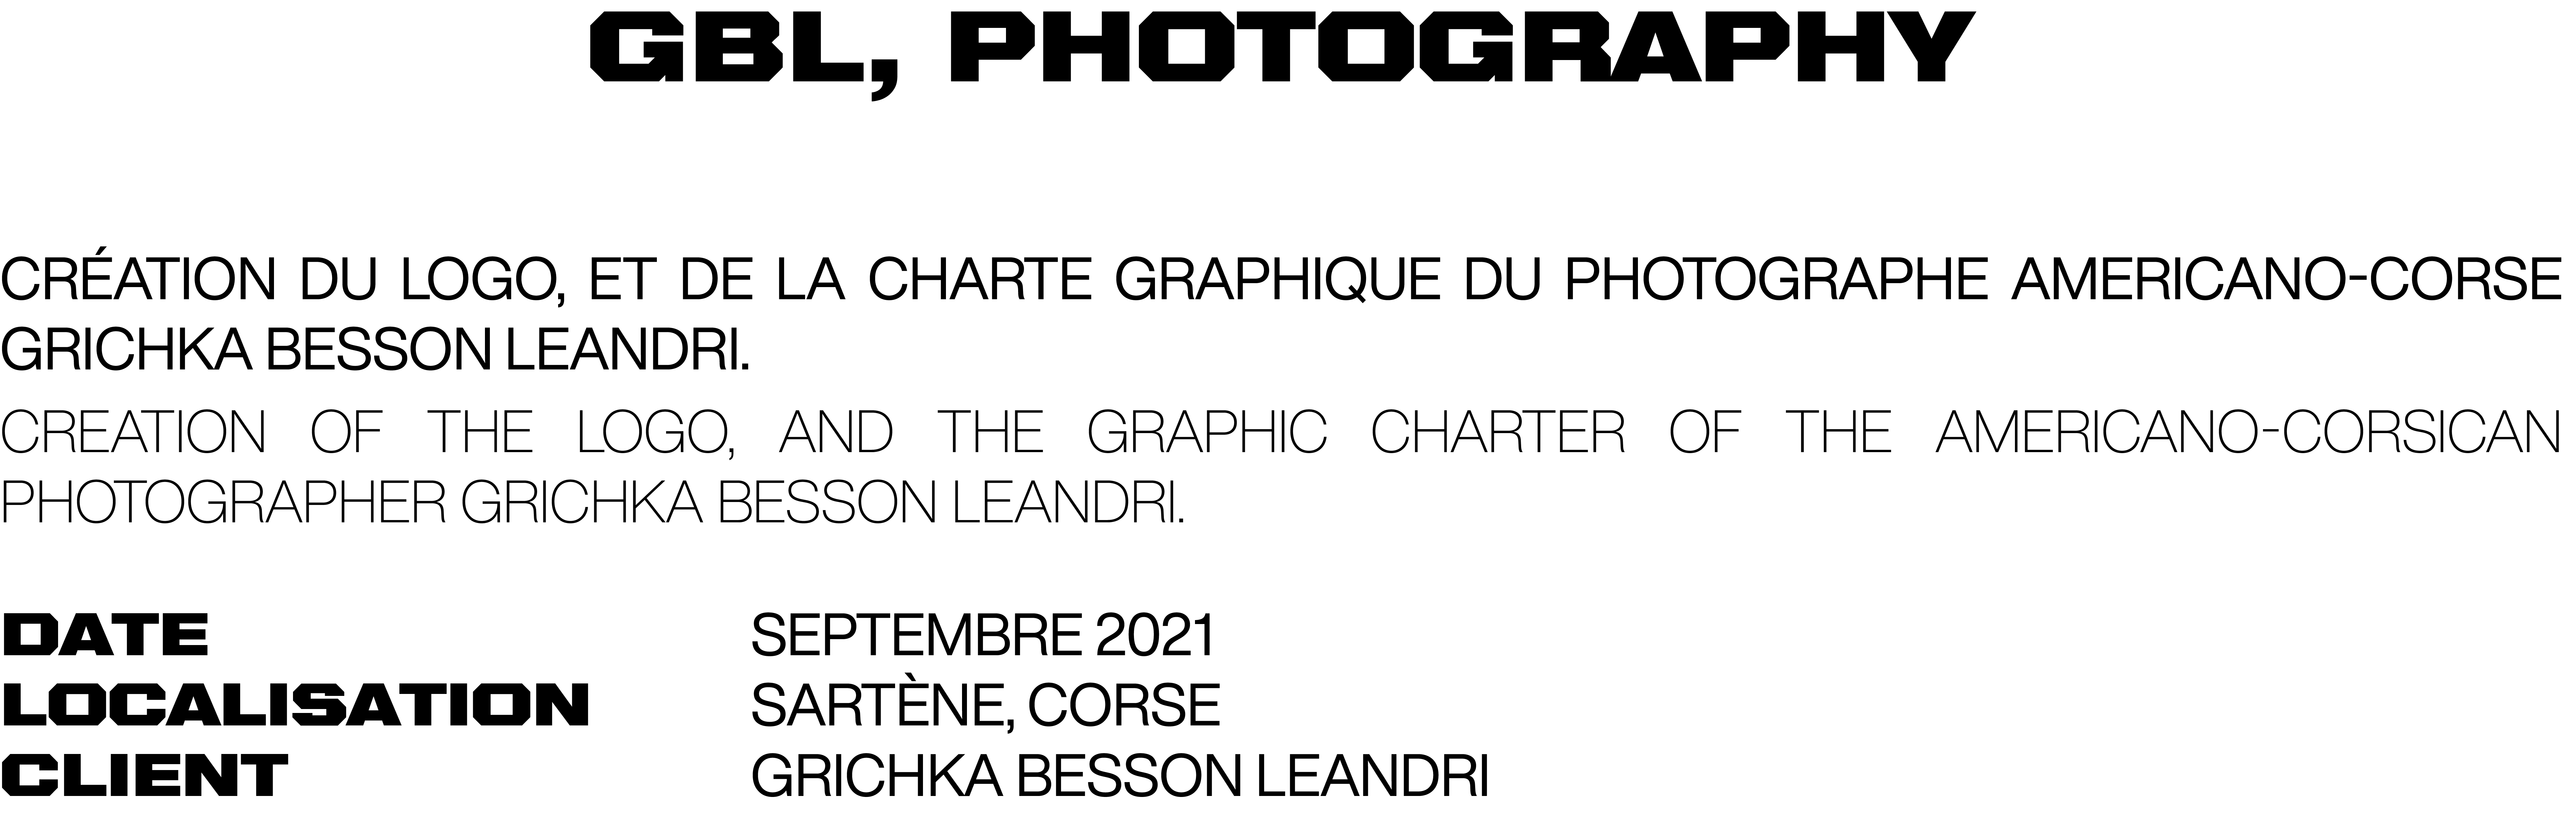 GBL, PHOTOGRAPHY
CRÉATION DU LOGO, ET DE LA CHARTE GRAPHIQUE DU PHOTOGRAPHE AMERICANO-CORSE
GRICHKA BESSON LEANDRI.
CREATION OF THE LOGO, AND THE GRAPHIC CHARTER OF THE AMERICANO-CORSICAN
PHOTOGRAPHER GRICHKA BESSON LEANDRI.
DATE SEPTEMBRE 2021
LOCALISATION SARTÈNE, CORSE
CLIENT GRICHKA BESSON LEANDRI